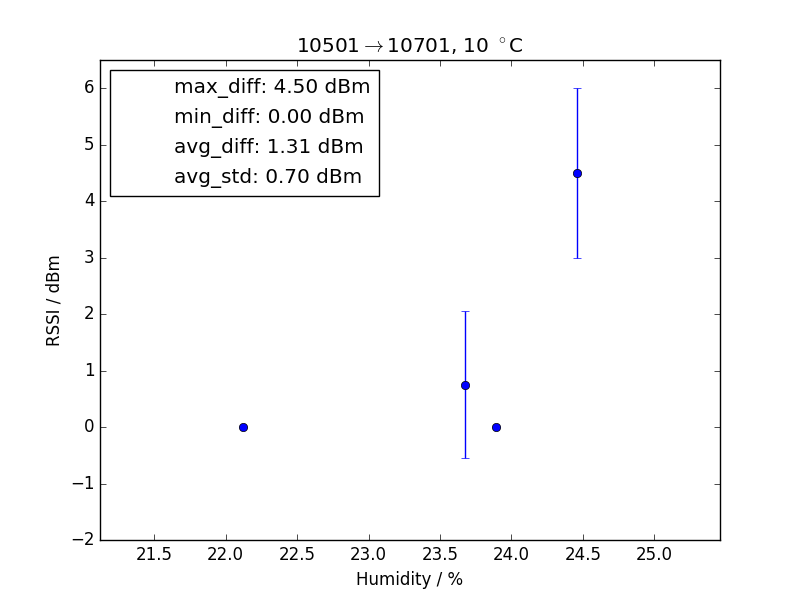 10501→10701, 10 °C
max_diff: 4.50 dBm
min_diff: 0.00 dBm
avg_diff: 1.31 dBm
avg_std: 0.70 dBm
RSSI / dBm
6
5
4
3
2
1
0
−1
−2
21.5 22.0 22.5 23.0 23.5 24.0 24.5 25.0
Humidity / %